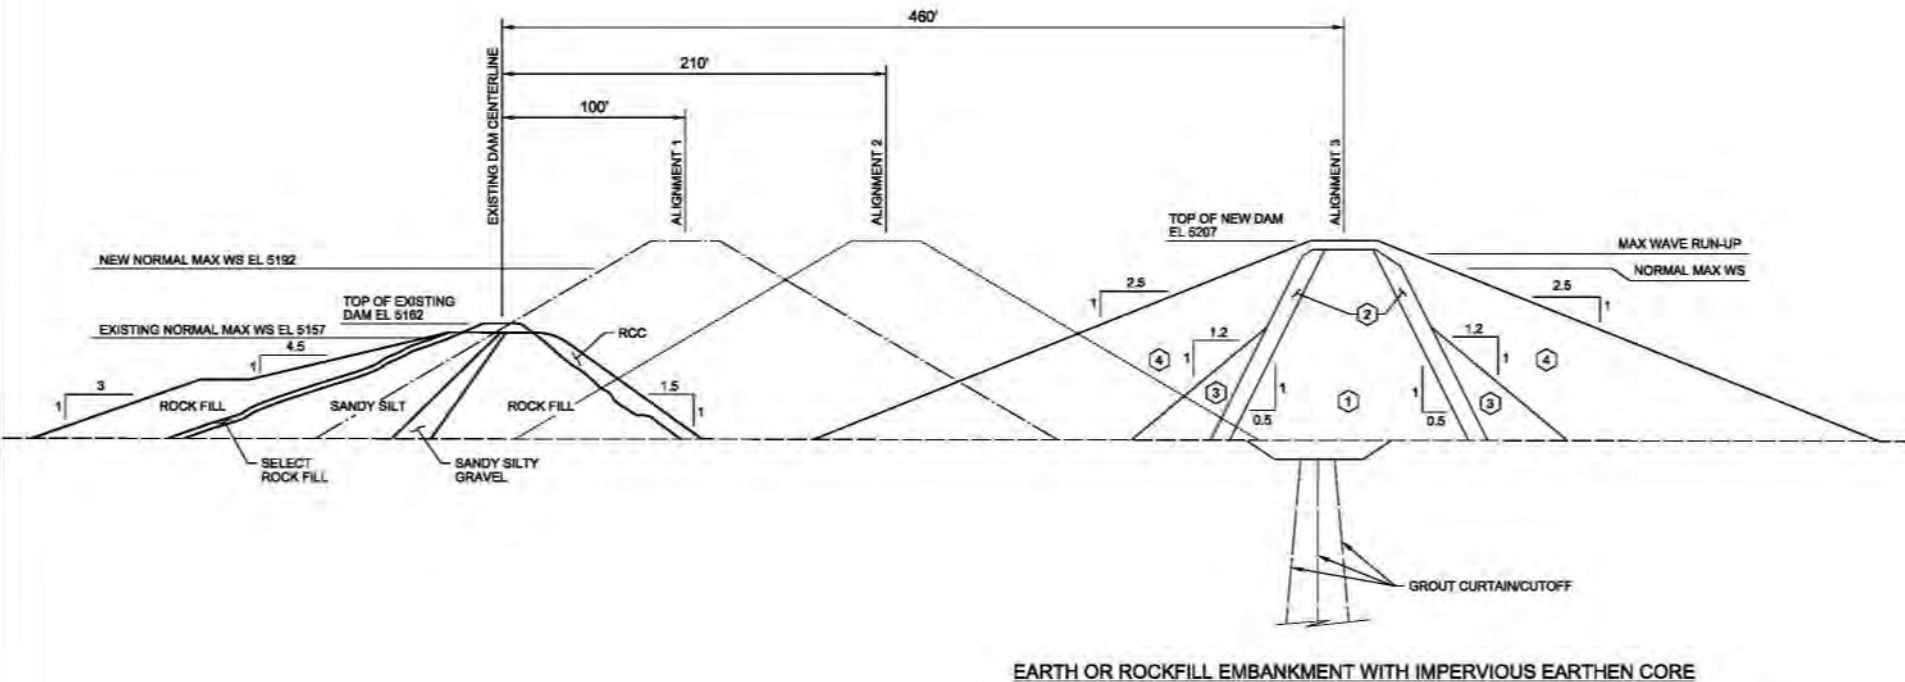 460'
210'
100'
EXISTING DAM CENTERLINE
ALIGNMENT 1
ALIGNMENT 2
ALIGNMENT 3
NEW NORMAL MAX WS EL 5192
TOP OF EXISTING
DAM EL 5162
EXISTING NORMAL MAX WS EL 5157
4.5
1
3
1
ROCK FILL
SANDY SILT
ROCK FILL
RCC
1.5
1
SELECT
ROCK FILL
SANDY SILTY
GRAVEL
TOP OF NEW DAM
EL 5207
MAX WAVE RUN-UP
NORMAL MAX WS
2.5
1
2.5
1
2
1.2
1
1.2
1
4
4
3
3
1
1
0.5
1
0.5
GROUT CURTAIN/CUTOFF
EARTH OR ROCKFILL EMBANKMENT WITH IMPERVIOUS EARTHEN CORE